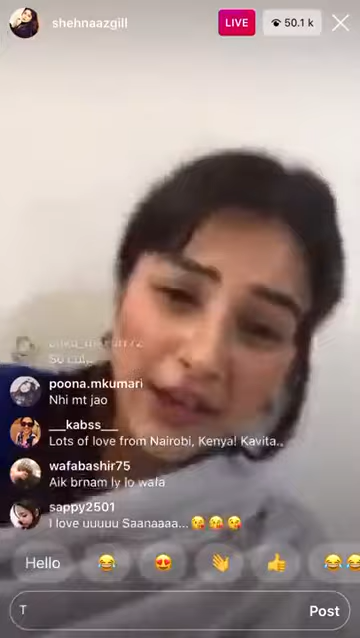 shehnaazgill
LIVE
50.1 k
poona.mkumari
Nhi mt jao
__kabss__
Lots of love from Nairobi, Kenya! Kavita..
wafabashir75
Aik brnam ly lo wafa
sappy2501
I love uuuuu Saanaaaa...😘😘😘
Hello
T
Post